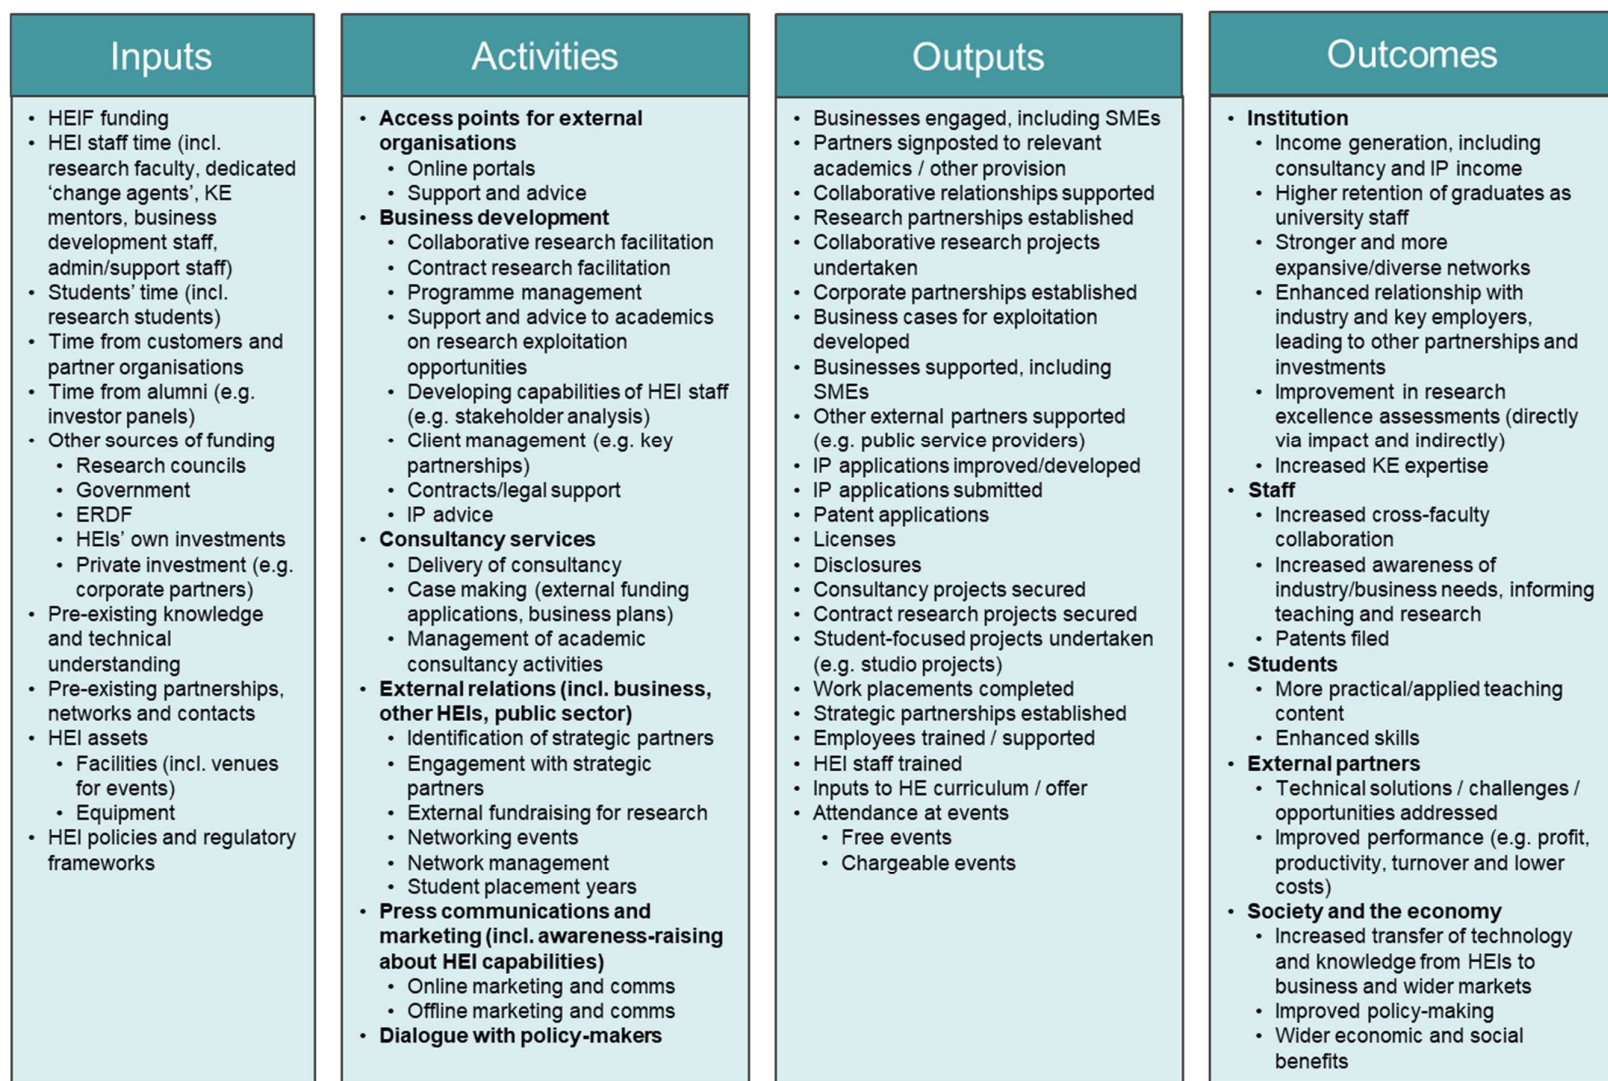 Inputs
• HEIF funding
• HEI staff time (incl.
research faculty, dedicated
‘change agents’, KE
mentors, business
development staff,
admin/support staff)
• Students’ time (incl.
research students)
• Time from customers and
partner organisations
• Time from alumni (e.g.
investor panels)
• Other sources of funding
• Research councils
• Government
• ERDF
• HEIs’ own investments
• Private investment (e.g.
corporate partners)
• Pre-existing knowledge
and technical
understanding
• Pre-existing partnerships,
networks and contacts
• HEI assets
• Facilities (incl. venues
for events)
• Equipment
• HEI policies and regulatory
frameworks
Activities
• Access points for external
organisations
• Online portals
• Support and advice
• Business development
• Collaborative research facilitation
• Contract research facilitation
• Programme management
• Support and advice to academics
on research exploitation
opportunities
• Developing capabilities of HEI staff
(e.g. stakeholder analysis)
• Client management (e.g. key
partnerships)
• Contracts/legal support
• IP advice
• Consultancy services
• Delivery of consultancy
• Case making (external funding
applications, business plans)
• Management of academic
consultancy activities
• External relations (incl. business,
other HEIs, public sector)
• Identification of strategic partners
• Engagement with strategic
partners
• External fundraising for research
• Networking events
• Network management
• Student placement years
• Press communications and
marketing (incl. awareness-raising
about HEI capabilities)
• Online marketing and comms
• Offline marketing and comms
• Dialogue with policy-makers
Outputs
• Businesses engaged, including SMEs
• Partners signposted to relevant
academics / other provision
• Collaborative relationships supported
• Research partnerships established
• Collaborative research projects
undertaken
• Corporate partnerships established
• Business cases for exploitation
developed
• Businesses supported, including
SMEs
• Other external partners supported
(e.g. public service providers)
• IP applications improved/developed
• IP applications submitted
• Patent applications
• Licenses
• Disclosures
• Consultancy projects secured
• Contract research projects secured
• Student-focused projects undertaken
(e.g. studio projects)
• Work placements completed
• Strategic partnerships established
• Employees trained / supported
• HEI staff trained
• Inputs to HE curriculum / offer
• Attendance at events
• Free events
• Chargeable events
Outcomes
• Institution
• Income generation, including
consultancy and IP income
• Higher retention of graduates as
university staff
• Stronger and more
expansive/diverse networks
• Enhanced relationship with
industry and key employers,
leading to other partnerships and
investments
• Improvement in research
excellence assessments (directly
via impact and indirectly)
• Increased KE expertise
• Staff
• Increased cross-faculty
collaboration
• Increased awareness of
industry/business needs, informing
teaching and research
• Patents filed
• Students
• More practical/applied teaching
content
• Enhanced skills
• External partners
• Technical solutions / challenges /
opportunities addressed
• Improved performance (e.g. profit,
productivity, turnover and lower
costs)
• Society and the economy
• Increased transfer of technology
and knowledge from HEIs to
business and wider markets
• Improved policy-making
• Wider economic and social
benefits